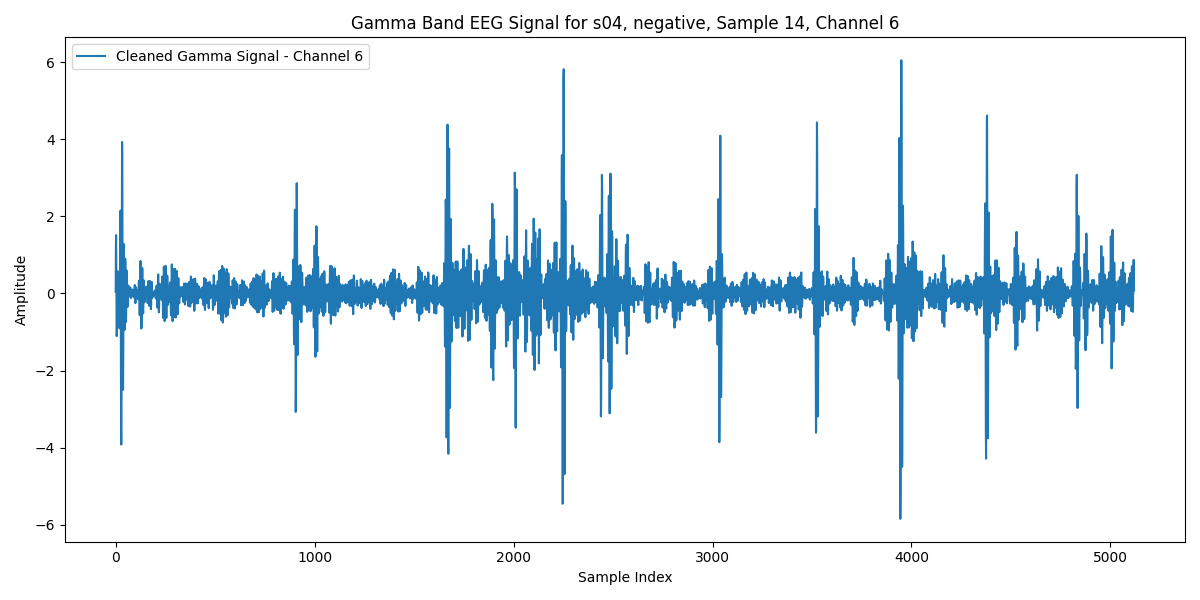 Gamma Band EEG Signal for s04, negative, Sample 14, Channel 6
Cleaned Gamma Signal - Channel 6
6
4
2
0
−2
−4
−6
Amplitude
0 1000 2000 3000 4000 5000
Sample Index